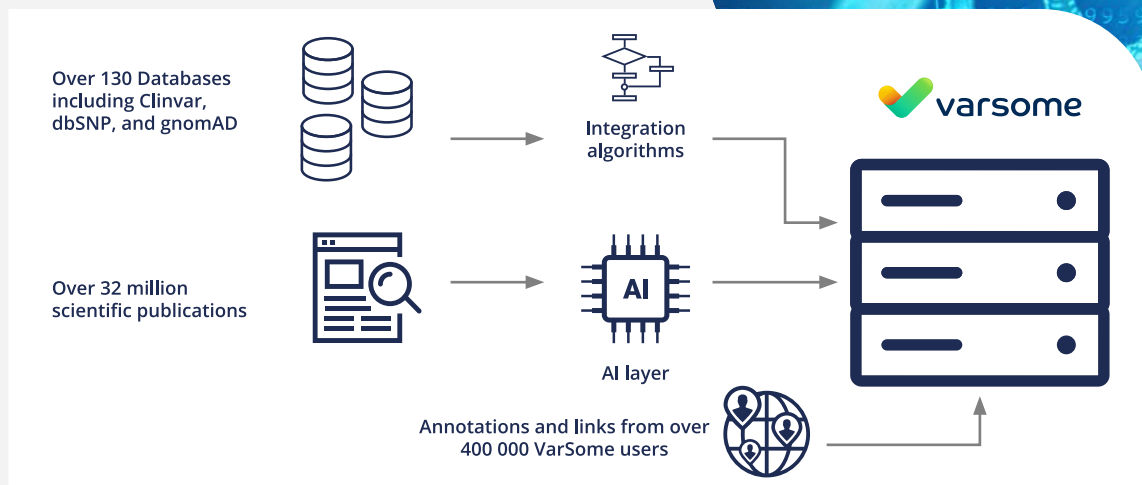 Over 130 Databases
including Clinvar,
dbSNP, and gnomAD
Integration
algorithms
varsome
Over 32 million
scientific publications
AI
AI layer
Annotations and links from over
400 000 VarSome users